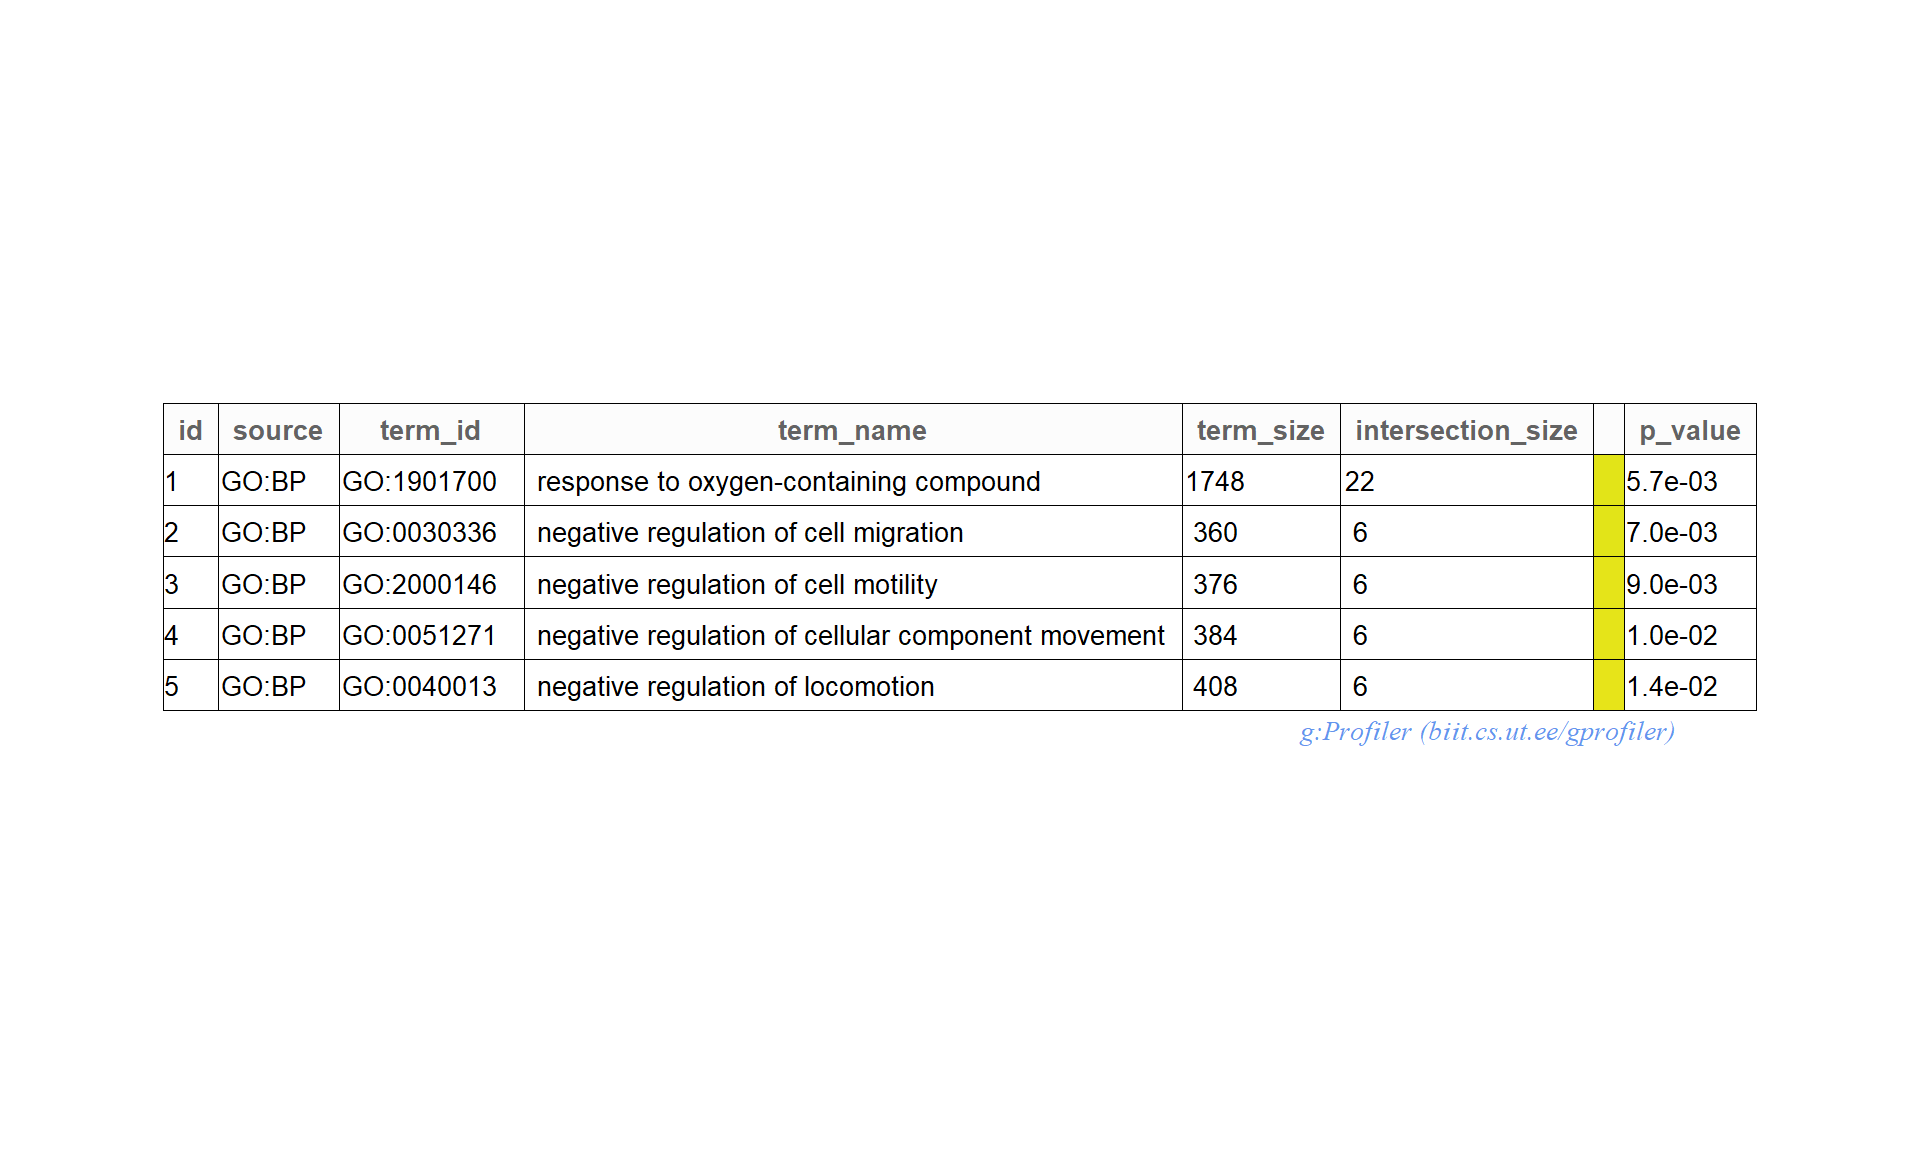 id source term_id term_name term_size intersection_size p_value
1 GO:BP GO:1901700 response to oxygen-containing compound 1748 22 5.7e-03
2 GO:BP GO:0030336 negative regulation of cell migration 360 6 7.0e-03
3 GO:BP GO:2000146 negative regulation of cell motility 376 6 9.0e-03
4 GO:BP GO:0051271 negative regulation of cellular component movement 384 6 1.0e-02
5 GO:BP GO:0040013 negative regulation of locomotion 408 6 1.4e-02
g:Profiler (biit.cs.ut.ee/gprofiler)